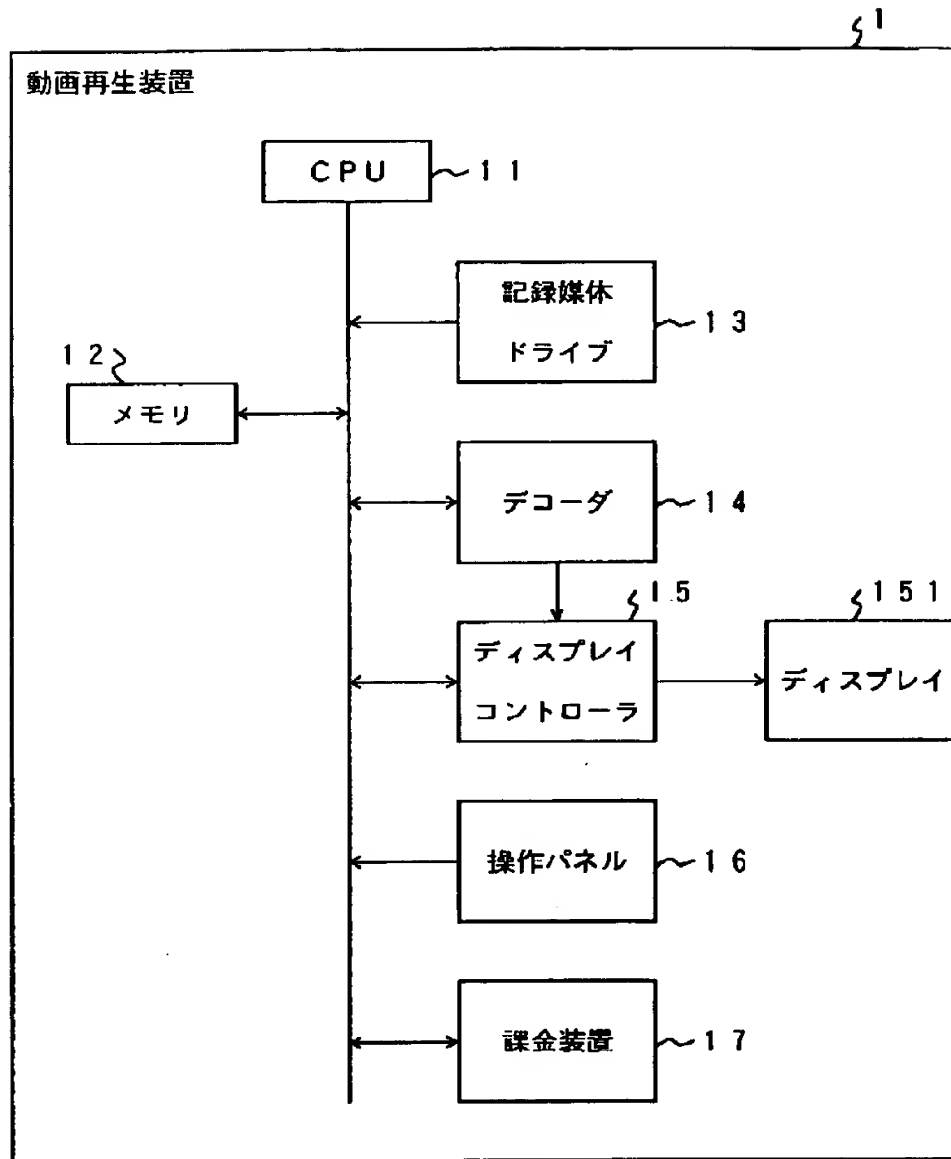 1
動画再生装置
CPU
11
記録媒体
ドライブ
13
12
メモリ
デコーダ
14
15
ディスプレイ
コントローラ
151
ディスプレイ
操作パネル
16
課金装置
17